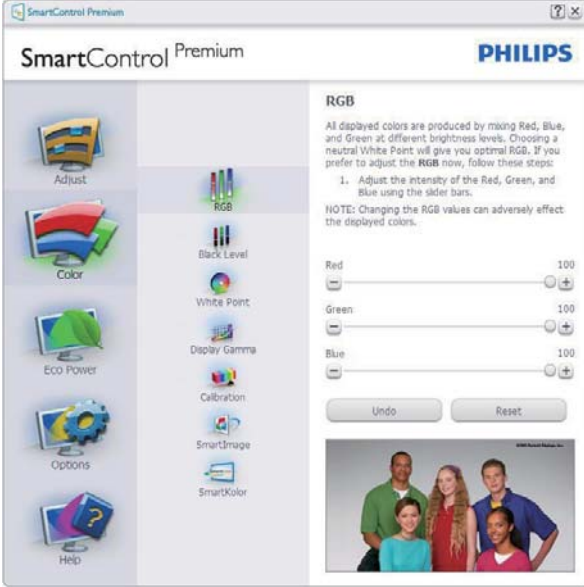 SmartControl Premium
SmartControl Premium
PHILIPS
Adjust
Color
Eco Power
Options
Help
RGB
Black Level
White Point
Display Gamma
Calibration
SmartImage
SmartKolor
RGB
All displayed colors are produced by mixing Red, Blue,
and Green at different brightness levels. Choosing a
neutral White Point will give you optimal RGB. If you
prefer to adjust the RGB now, follow these steps:
1. Adjust the intensity of the Red, Green, and
Blue using the slider bars.
NOTE: Changing the RGB values can adversely effect
the displayed colors.
Red 100
Green 100
Blue 100
Undo Reset